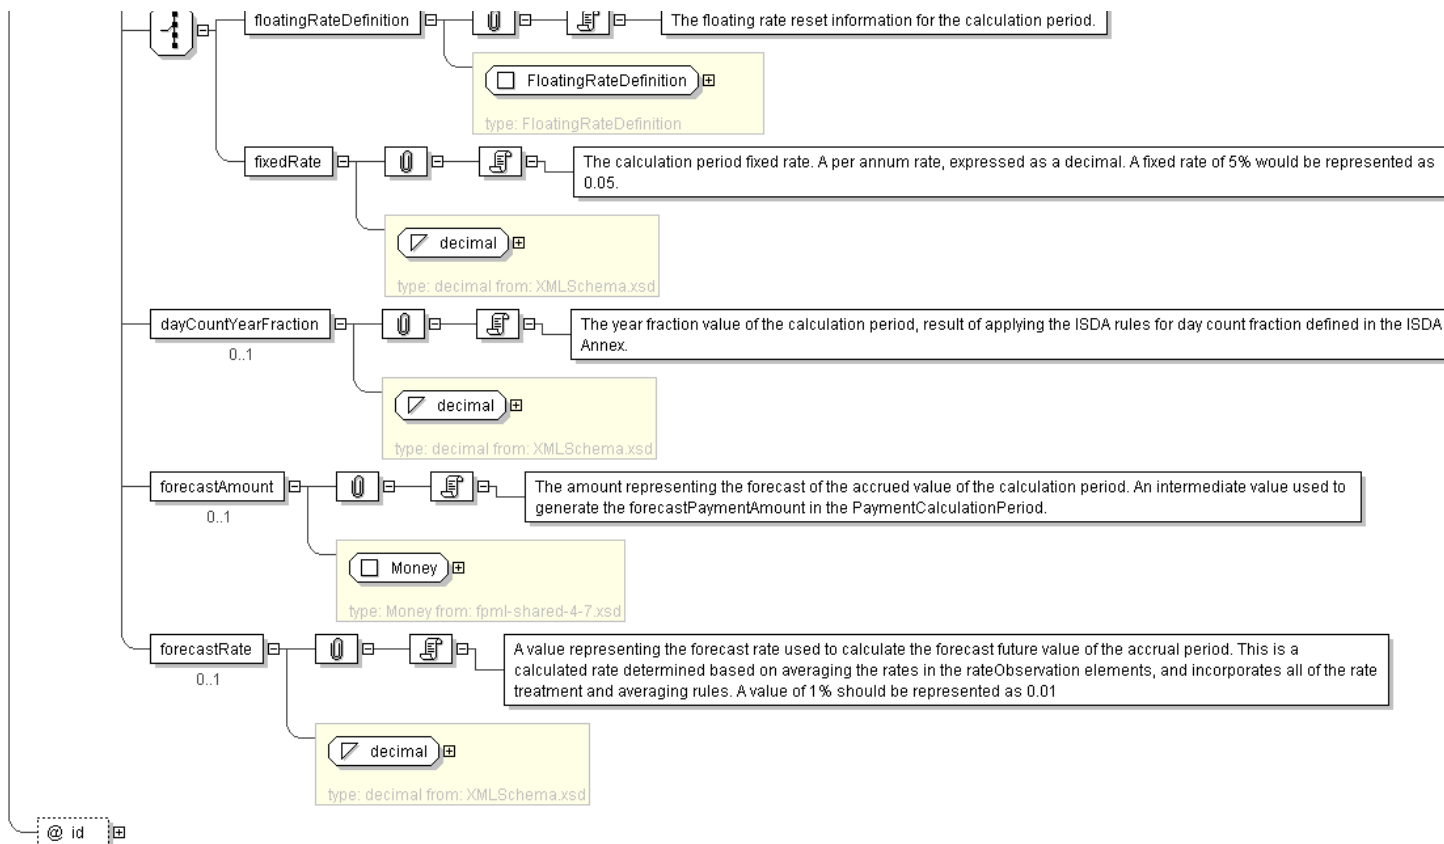 floatingRateDefinition
The floating rate reset information for the calculation period.
FloatingRateDefinition
type: FloatingRateDefinition
fixedRate
The calculation period fixed rate. A per annum rate, expressed as a decimal. A fixed rate of 5% would be represented as
0.05.
decimal
type: decimal from: XMLSchema.xsd
dayCountYearFraction
0..1
The year fraction value of the calculation period, result of applying the ISDA rules for day count fraction defined in the ISDA
Annex.
decimal
type: decimal from: XMLSchema.xsd
forecastAmount
0..1
The amount representing the forecast of the accrued value of the calculation period. An intermediate value used to
generate the forecastPaymentAmount in the PaymentCalculationPeriod.
Money
type: Money from: fpml-shared-4-7.xsd
forecastRate
0..1
A value representing the forecast rate used to calculate the forecast future value of the accrual period. This is a
calculated rate determined based on averaging the rates in the rateObservation elements, and incorporates all of the rate
treatment and averaging rules. A value of 1% should be represented as 0.01
decimal
type: decimal from: XMLSchema.xsd
@ id